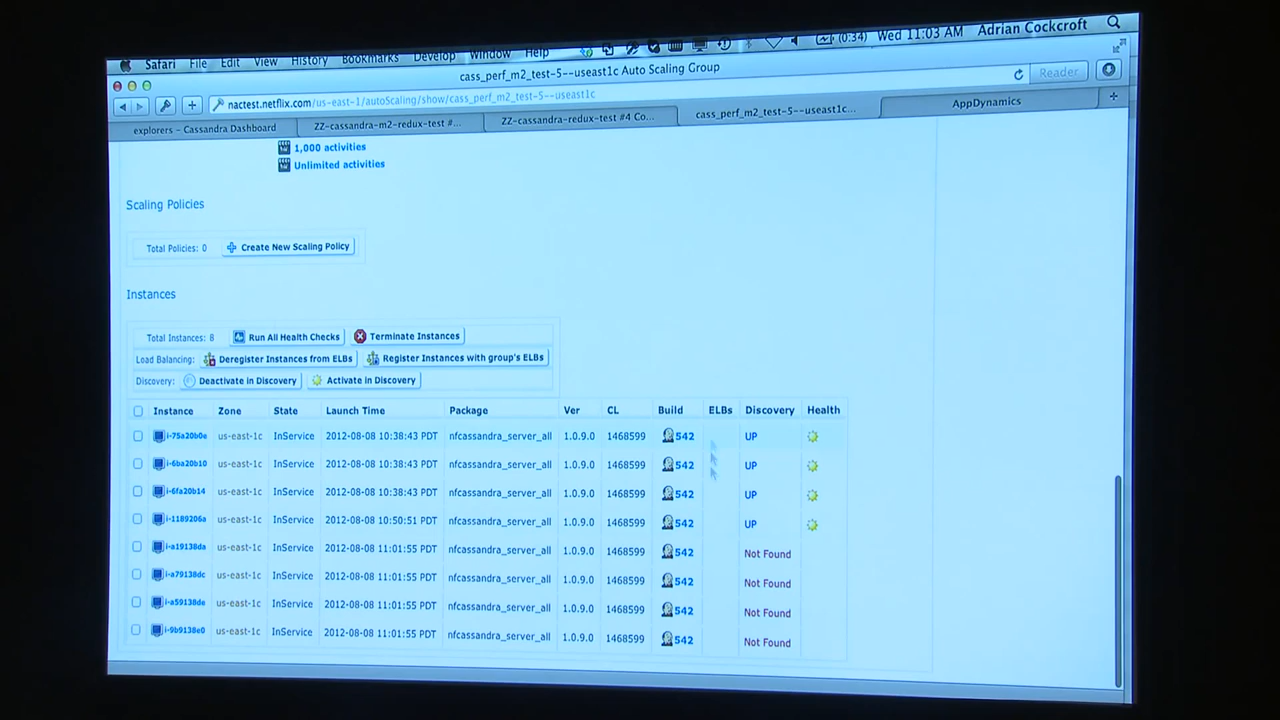 Safari File Edit View History Bookmarks Develop Window Help (0:34) Wed 11:03 AM Adrian Cockcroft
cass_perf_m2_test-5--useast1c Auto Scaling Group
nactest.netflix.com/us-east-1/autoScaling/show/cass_perf_m2_test-5--useast1c Reader
explorers – Cassandra Dashboard ZZ-cassandra-m2-redux-test #... ZZ-cassandra-redux-test #4 Co... cass_perf_m2_test-5--useast1c... AppDynamics
1,000 activities
Unlimited activities
Scaling Policies
Total Policies: 0 Create New Scaling Policy
Instances
Total Instances: 8 Run All Health Checks Terminate Instances
Load Balancing: Deregister Instances from ELBs Register Instances with group's ELBs
Discovery: Deactivate in Discovery Activate in Discovery
Instance Zone State Launch Time Package Ver CL Build ELBs Discovery Health
i-75a20b0e us-east-1c InService 2012-08-08 10:38:43 PDT nfcassandra_server_all 1.0.9.0 1468599 542 UP
i-6ba20b10 us-east-1c InService 2012-08-08 10:38:43 PDT nfcassandra_server_all 1.0.9.0 1468599 542 UP
i-6fa20b14 us-east-1c InService 2012-08-08 10:38:43 PDT nfcassandra_server_all 1.0.9.0 1468599 542 UP
i-1189206a us-east-1c InService 2012-08-08 10:50:51 PDT nfcassandra_server_all 1.0.9.0 1468599 542 UP
i-a19138da us-east-1c InService 2012-08-08 11:01:55 PDT nfcassandra_server_all 1.0.9.0 1468599 542 Not Found
i-a79138dc us-east-1c InService 2012-08-08 11:01:55 PDT nfcassandra_server_all 1.0.9.0 1468599 542 Not Found
i-a59138de us-east-1c InService 2012-08-08 11:01:55 PDT nfcassandra_server_all 1.0.9.0 1468599 542 Not Found
i-9b9138e0 us-east-1c InService 2012-08-08 11:01:55 PDT nfcassandra_server_all 1.0.9.0 1468599 542 Not Found